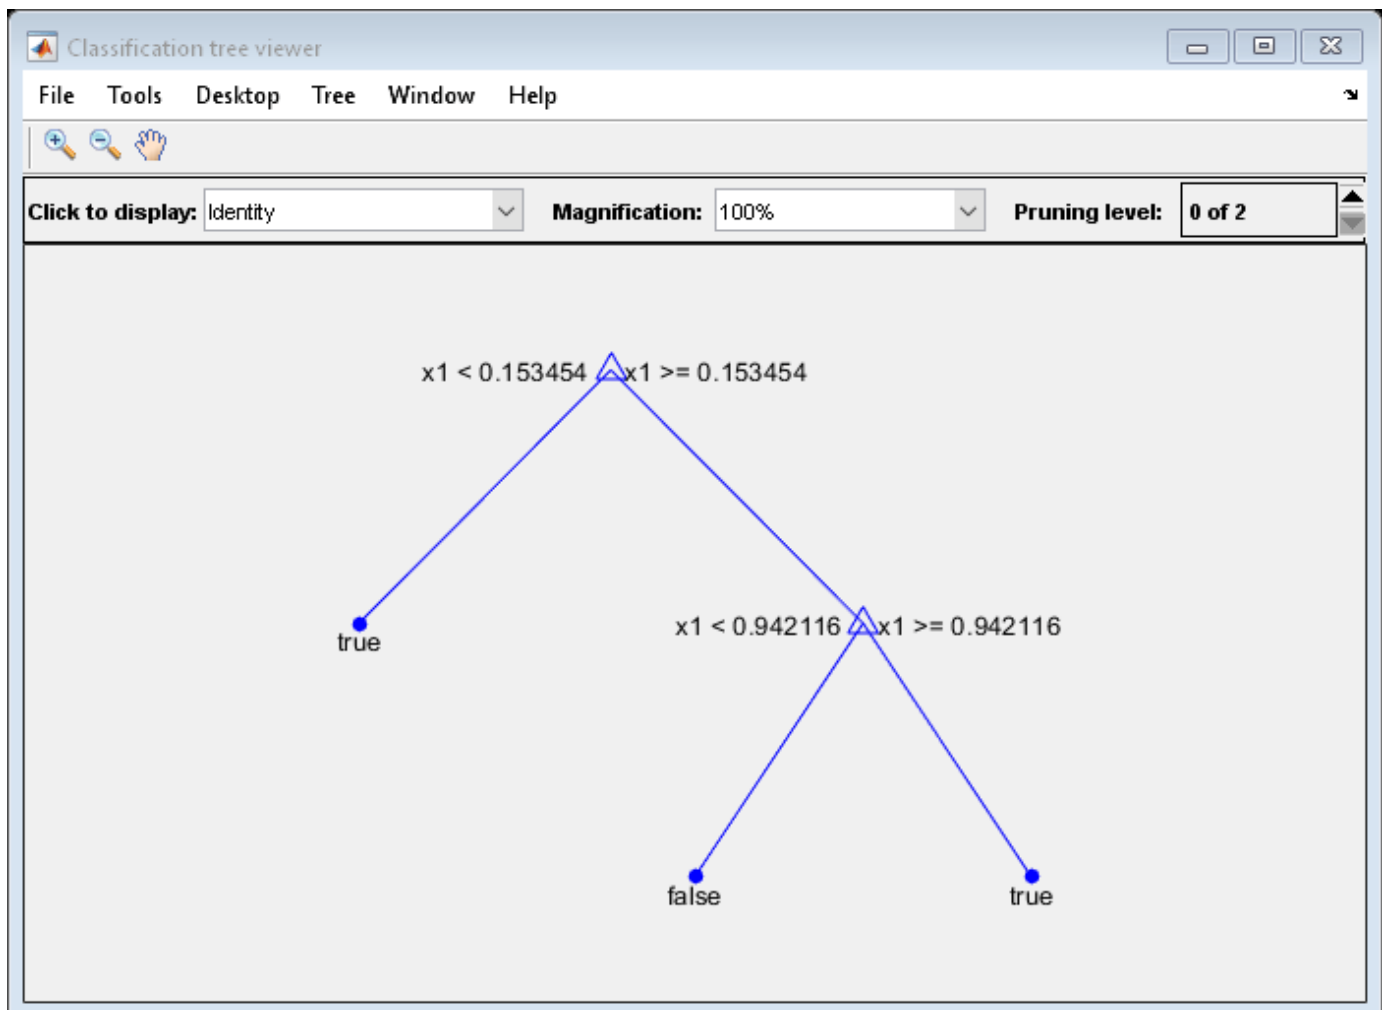 Classification tree viewer
File Tools Desktop Tree Window Help
Click to display: Identity Magnification: 100% Pruning level: 0 of 2
x1 < 0.153454 x1 >= 0.153454
true
x1 < 0.942116 x1 >= 0.942116
false true